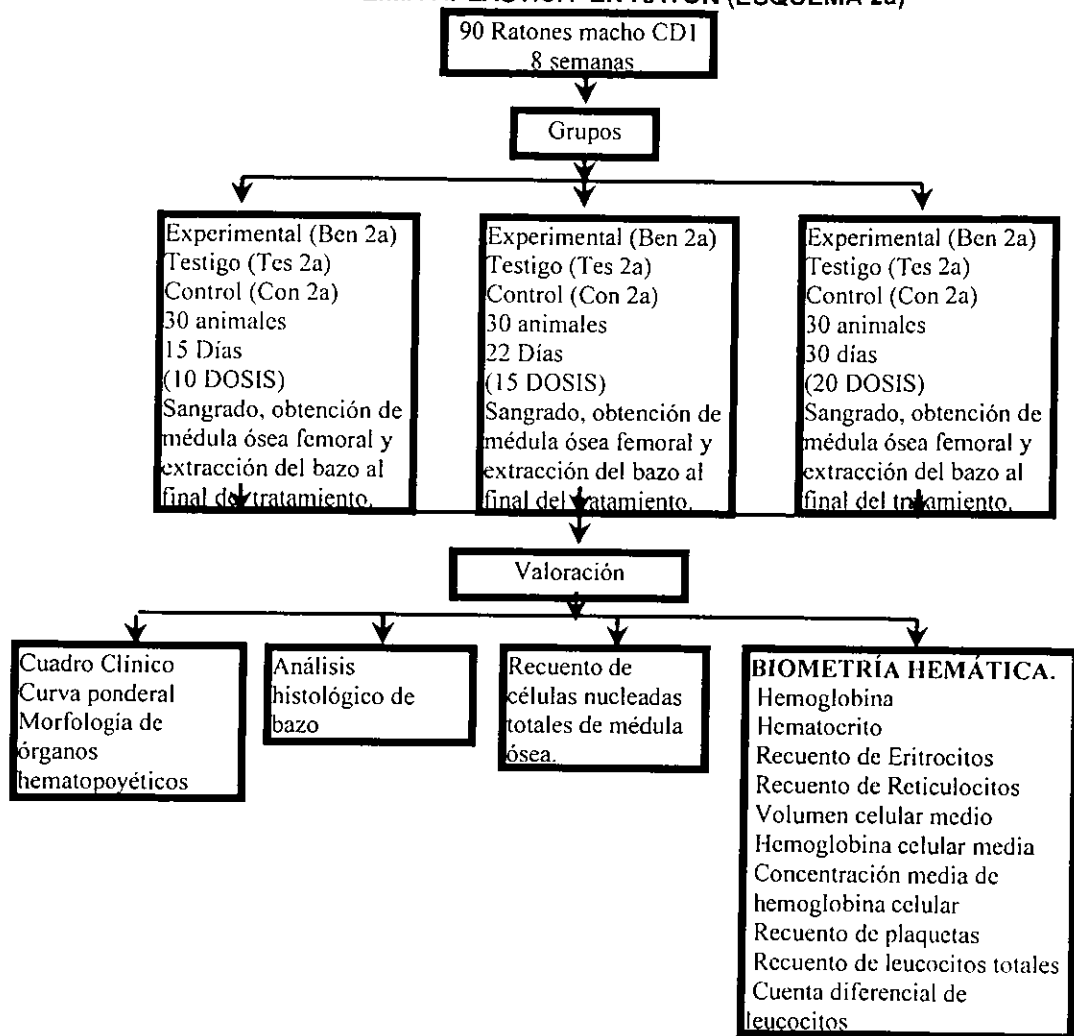 RATÓN (ESQUEMA 2a)
90 Ratones macho CD1
8 semanas
Grupos
Experimental (Ben 2a)
Testigo (Tes 2a)
Control (Con 2a)
30 animales
15 Días
(10 DOSIS)
Sangrado, obtención de
médula ósea femoral y
extracción del bazo al
final de tratamiento.
Experimental (Ben 2a)
Testigo (Tes 2a)
Control (Con 2a)
30 animales
22 Días
(15 DOSIS)
Sangrado, obtención de
médula ósea femoral y
extracción del bazo al
final del tratamiento.
Experimental (Ben 2a)
Testigo (Tes 2a)
Control (Con 2a)
30 animales
30 días
(20 DOSIS)
Sangrado, obtención de
médula ósea femoral y
extracción del bazo al
final del tratamiento.
Valoración
Cuadro Clínico
Curva ponderal
Morfología de
órganos
hematopoyéticos
Análisis
histológico de
bazo
Recuento de
células nucleadas
totales de médula
ósea.
BIOMETRÍA HEMÁTICA.
Hemoglobina
Hematocrito
Recuento de Eritrocitos
Recuento de Reticulocitos
Volumen celular medio
Hemoglobina celular media
Concentración media de
hemoglobina celular
Recuento de plaquetas
Recuento de leucocitos totales
Cuenta diferencial de
leucocitos